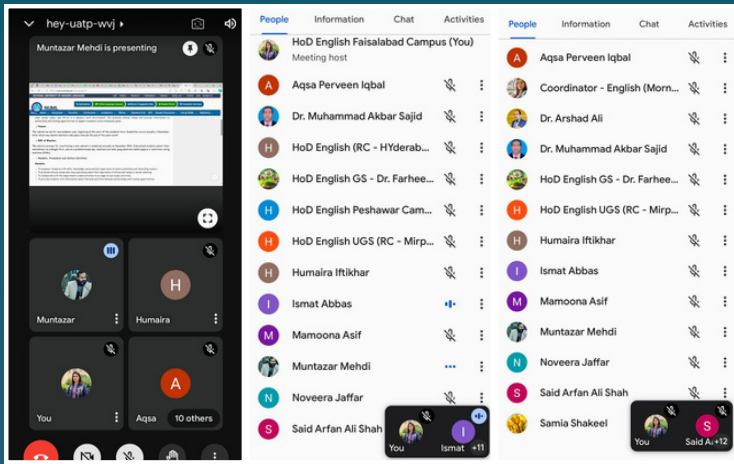 hey-uatp-wvj
Muntazar Mehdi is presenting
Muntazar
H
Humaira
You
A
Aqsa
10 others
People
Information
Chat
Activities
HoD English Faisalabad Campus (You)
Meeting host
A
Aqsa Perveen Iqbal
Dr. Muhammad Akbar Sajid
H
HoD English (RC - HYderab...
HoD English GS - Dr. Farhee...
H
HoD English Peshawar Cam...
H
HoD English UGS (RC - Mirp...
H
Humaira Iftikhar
I
Ismat Abbas
M
Mamoona Asif
Muntazar Mehdi
N
Noveera Jaffar
S
Said Arfan Ali Shah
You
I
Ismat
+11
People
Information
Chat
Activities
A
Aqsa Perveen Iqbal
Coordinator - English (Morn...
Dr. Arshad Ali
Dr. Muhammad Akbar Sajid
HoD English GS - Dr. Farhee...
H
HoD English UGS (RC - Mirp...
H
Humaira Iftikhar
I
Ismat Abbas
M
Mamoona Asif
Muntazar Mehdi
N
Noveera Jaffar
S
Said Arfan Ali Shah
Samia Shakeel
You
S
Said A
+12